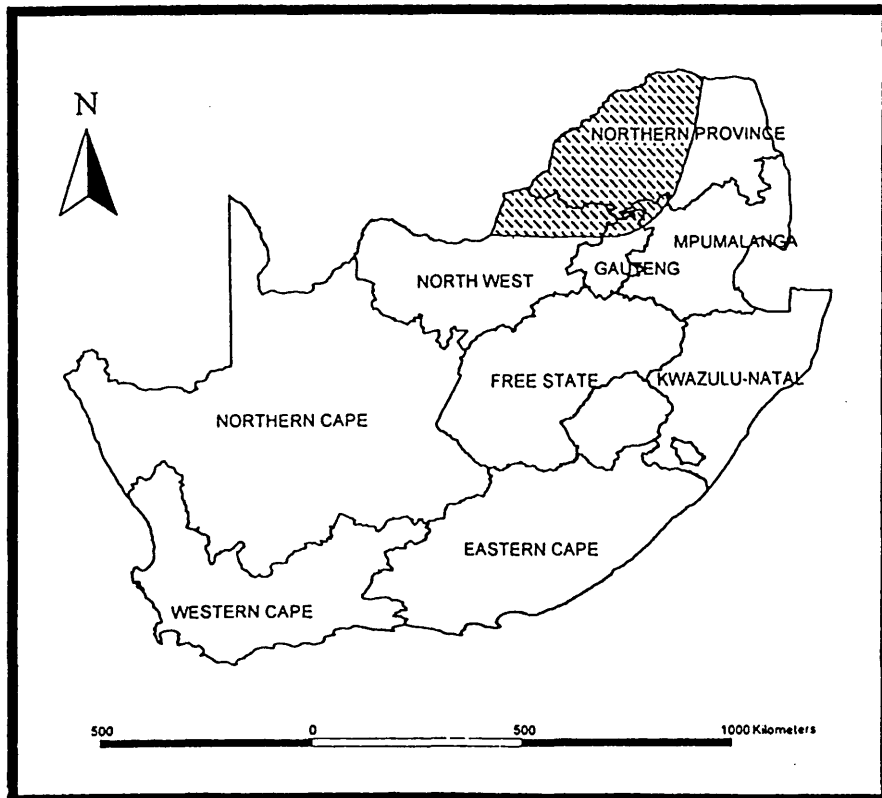 N
NORTHERN PROVINCE
MPUMALANGA
GAUTENG
NORTH WEST
FREE STATE
KWAZULU-NATAL
NORTHERN CAPE
EASTERN CAPE
WESTERN CAPE
500 0 500 1000 Kilometers